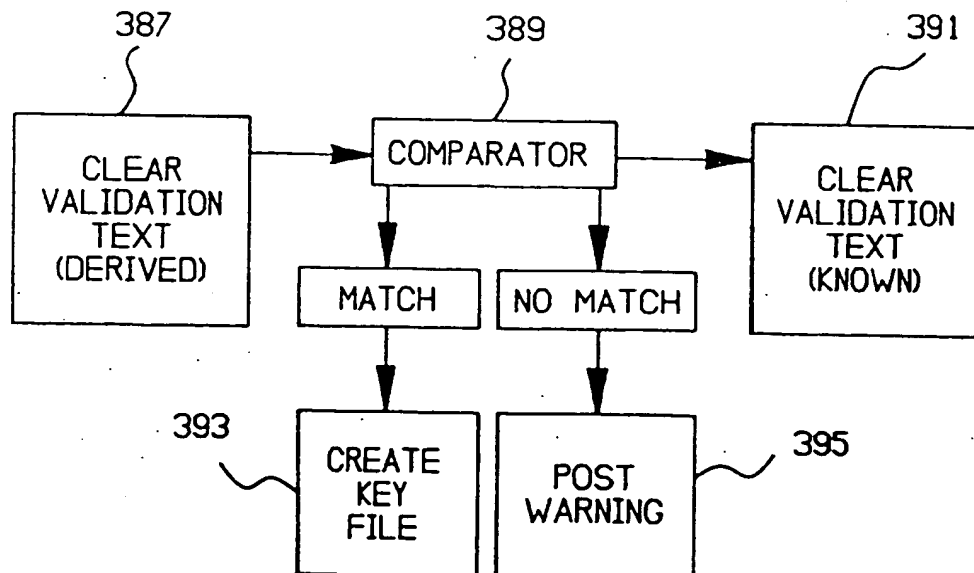 387
389
391
CLEAR
VALIDATION
TEXT
(DERIVED)
COMPARATOR
CLEAR
VALIDATION
TEXT
(KNOWN)
MATCH
NO MATCH
393
CREATE
KEY
FILE
POST
WARNING
395